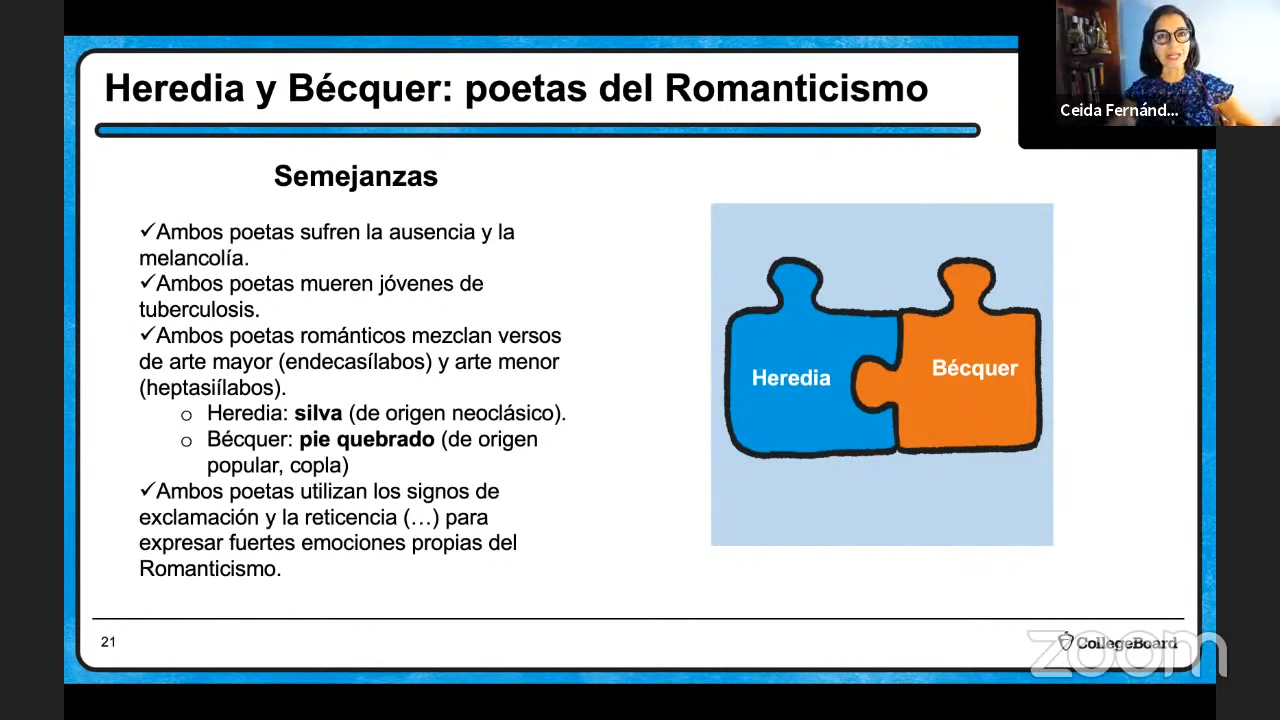 Heredia y Bécquer: poetas del Romanticismo
Ceida Fernánd...
Semejanzas
✓Ambos poetas sufren la ausencia y la
melancolía.
✓Ambos poetas mueren jóvenes de
tuberculosis.
✓Ambos poetas románticos mezclan versos
de arte mayor (endecasílabos) y arte menor
(heptasiílabos).
o Heredia: silva (de origen neoclásico).
o Bécquer: pie quebrado (de origen
popular, copla)
✓Ambos poetas utilizan los signos de
exclamación y la reticencia (…) para
expresar fuertes emociones propias del
Romanticismo.
Heredia
Bécquer
21
CollegeBoard
zoom